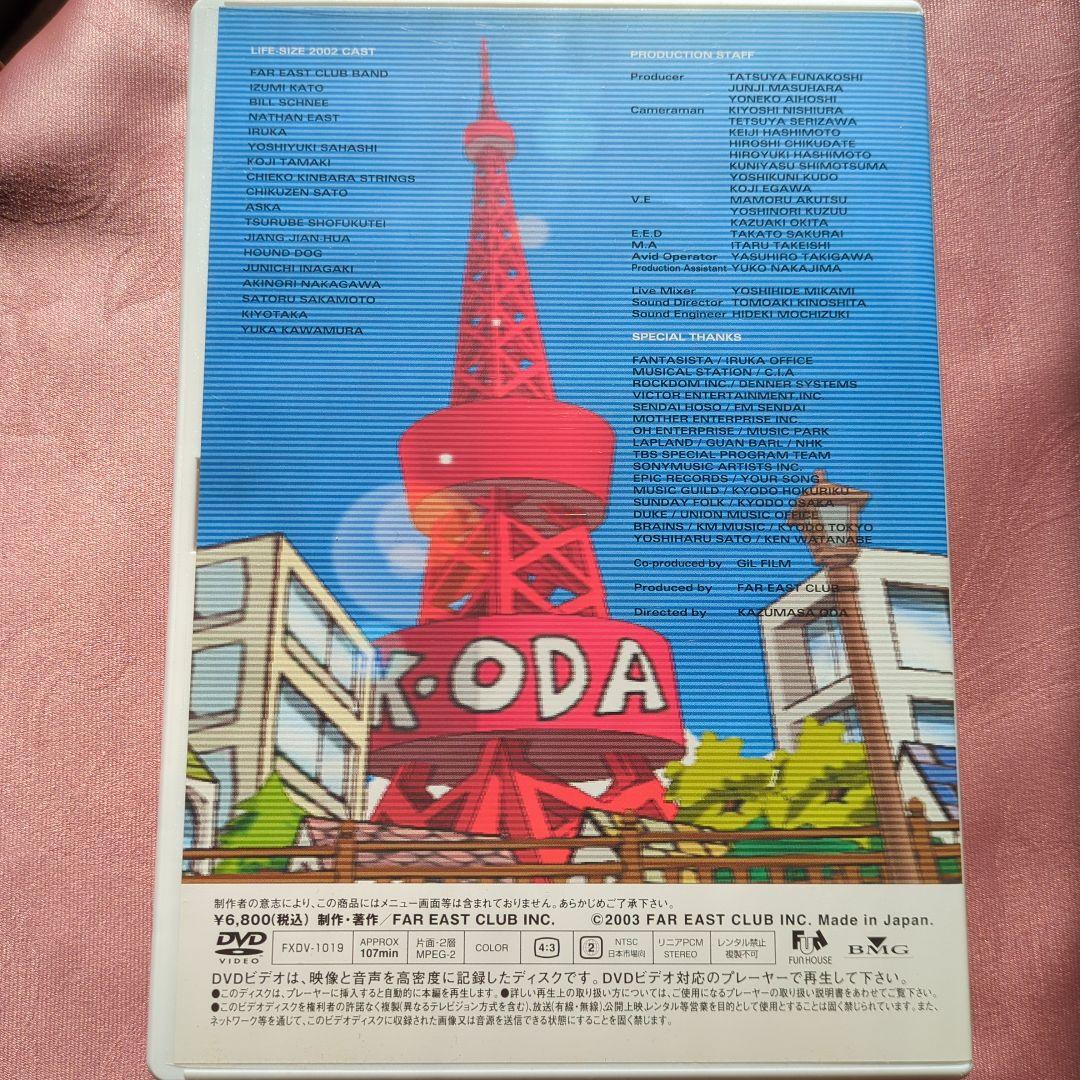 LIFE-SIZE 2002 CAST
FAR EAST CLUB BAND
IZUMI KATO
BILL SCHNEE
NATHAN EAST
IRUKA
YOSHIYUKI SAHASHI
KOJI TAMAKI
CHIEKO KINBARA STRINGS
CHIKUZEN SATO
ASKA
TSURUBE SHOFUKUTEI
JIANG JIAN-HUA
HOUND DOG
JUNICHI INAGAKI
AKINORI NAKAGAWA
SATORU SAKAMOTO
KIYOTAKA
YUKA KAWAMURA
PRODUCTION STAFF
Producer TATSUYA FUNAKOSHI
JUNJI MASUHARA
YONEKO AIHOSHI
Cameraman KIYOSHI NISHIURA
TETSUYA SERIZAWA
KEIJI HASHIMOTO
HIROSHI CHIKUDATE
HIROYUKI HASHIMOTO
KUNIYASU SHIMOTSUMA
YOSHIKUNI KUDO
KOJI EGAWA
V.E MAMORU AKUTSU
YOSHINORI KUZUU
KAZUAKI OKITA
E.E.D TAKATO SAKURAI
M.A ITARU TAKEISHI
Avid Operator YASUHIRO TAKIGAWA
Production Assistant YUKO NAKAJIMA
Live Mixer YOSHIHIDE MIKAMI
Sound Director TOMOAKI KINOSHITA
Sound Engineer HIDEKI MOCHIZUKI
SPECIAL THANKS
FANTASISTA / IRUKA OFFICE
MUSICAL STATION / C.I.A
ROCKDOM INC./ DENNER SYSTEMS
VICTOR ENTERTAINMENT,INC.
SENDAI HOSO / FM SENDAI
MOTHER ENTERPRISE INC.
OH ENTERPRISE / MUSIC PARK
LAPLAND / GUAN BARL / NHK
TBS SPECIAL PROGRAM TEAM
SONYMUSIC ARTISTS INC.
EPIC RECORDS / YOUR SONG
MUSIC GUILD / KYODO HOKURIKU
SUNDAY FOLK / KYODO OSAKA
DUKE / UNION MUSIC OFFICE
BRAINS / KM MUSIC / KYODO TOKYO
YOSHIHARU SATO / KEN WATANABE
Co-produced by GiL FILM
Produced by FAR EAST CLUB
Directed by KAZUMASA ODA
K・ODA
制作者の意志により、この商品にはメニュー画面等は含まれておりません。あらかじめご了承下さい。
¥6,800(税込) 制作・著作/FAR EAST CLUB INC. ©2003 FAR EAST CLUB INC. Made in Japan.
DVD VIDEO FXDV-1019 APPROX 107min 片面・2層 MPEG-2 COLOR 4:3 2 NTSC 日本市場向 リニアPCM STEREO レンタル禁止 複製不可 FUN HOUSE BMG
DVDビデオは、映像と音声を高密度に記録したディスクです。DVDビデオ対応のプレーヤーで再生して下さい。
●このディスクは、プレーヤーに挿入すると自動的に本編を再生します。●詳しい再生上の取り扱い方については、ご使用になるプレーヤーの取り扱い説明書をあわせてご覧下さい。
●このビデオディスクを権利者の許諾なく複製(異なるテレビジョン方式を含む)、放送(有線・無線)、公開上映レンタル等営業を目的として使用することは固く禁じられています。また、
ネットワーク等を通じて、このビデオディスクに収録された画像又は音源を送信できる状態にすることを固く禁じます。